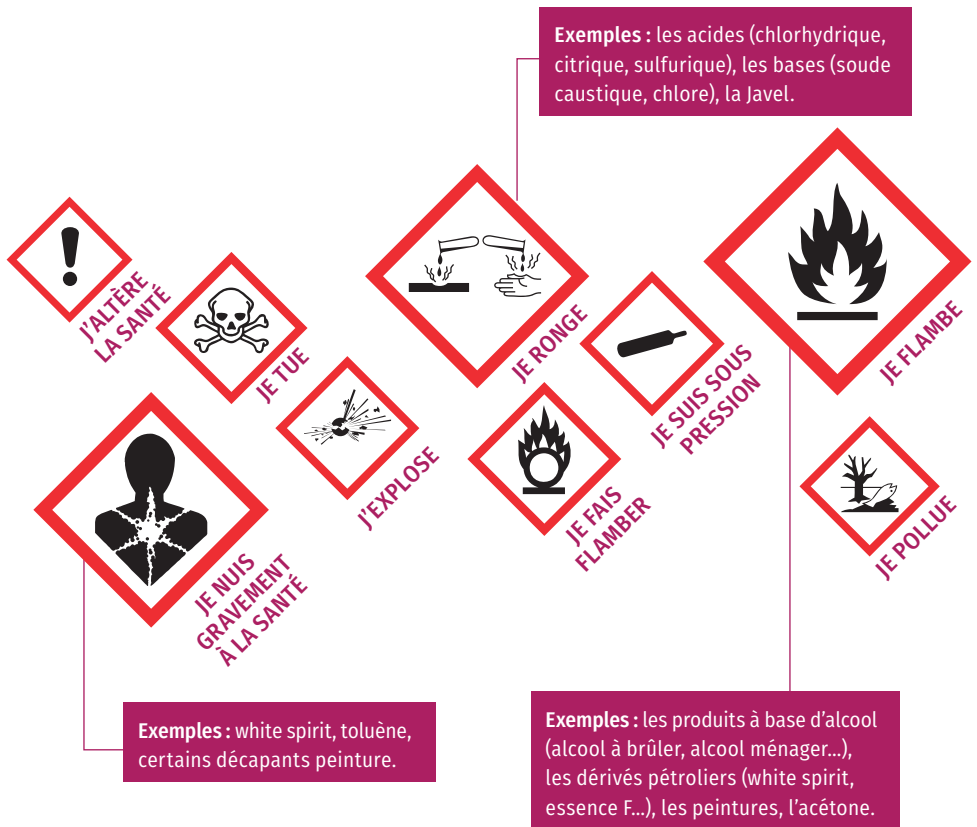 Exemples : les acides (chlorhydrique,
citrique, sulfurique), les bases (soude
caustique, chlore), la Javel.
J'ALTÈRE
LA SANTÉ
JE TUE
JE RONGE
JE SUIS SOUS
PRESSION
JE FLAMBE
J'EXPLOSE
JE FAIS
FLAMBER
JE POLLUE
JE NUIS
GRAVEMENT
À LA SANTÉ
Exemples : white spirit, toluène,
certains décapants peinture.
Exemples : les produits à base d’alcool
(alcool à brûler, alcool ménager…),
les dérivés pétroliers (white spirit,
essence F…), les peintures, l’acétone.